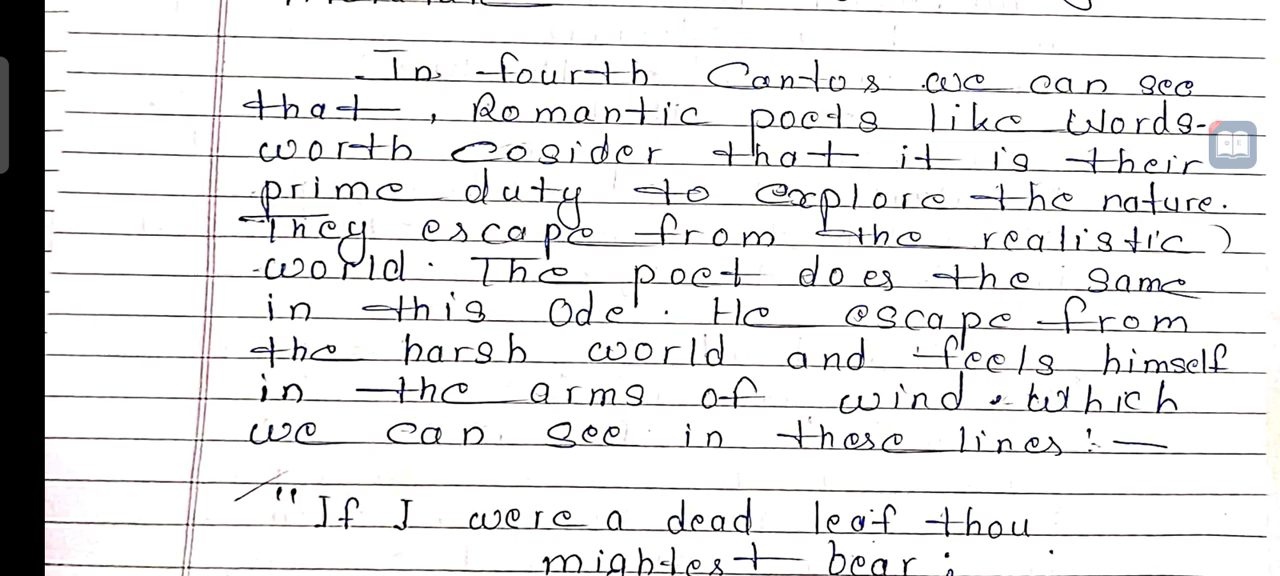 In fourth Cantos we can see
that, Romantic poets like Words-
worth cosider that it is their
prime duty to explore the nature.
They escape from the realistic)
world. The poet does the same
in this Ode. He escape from
the harsh world and feels himself
in the arms of wind. Which
we can see in these lines :-
"If I were a dead leaf thou
mightest bear;